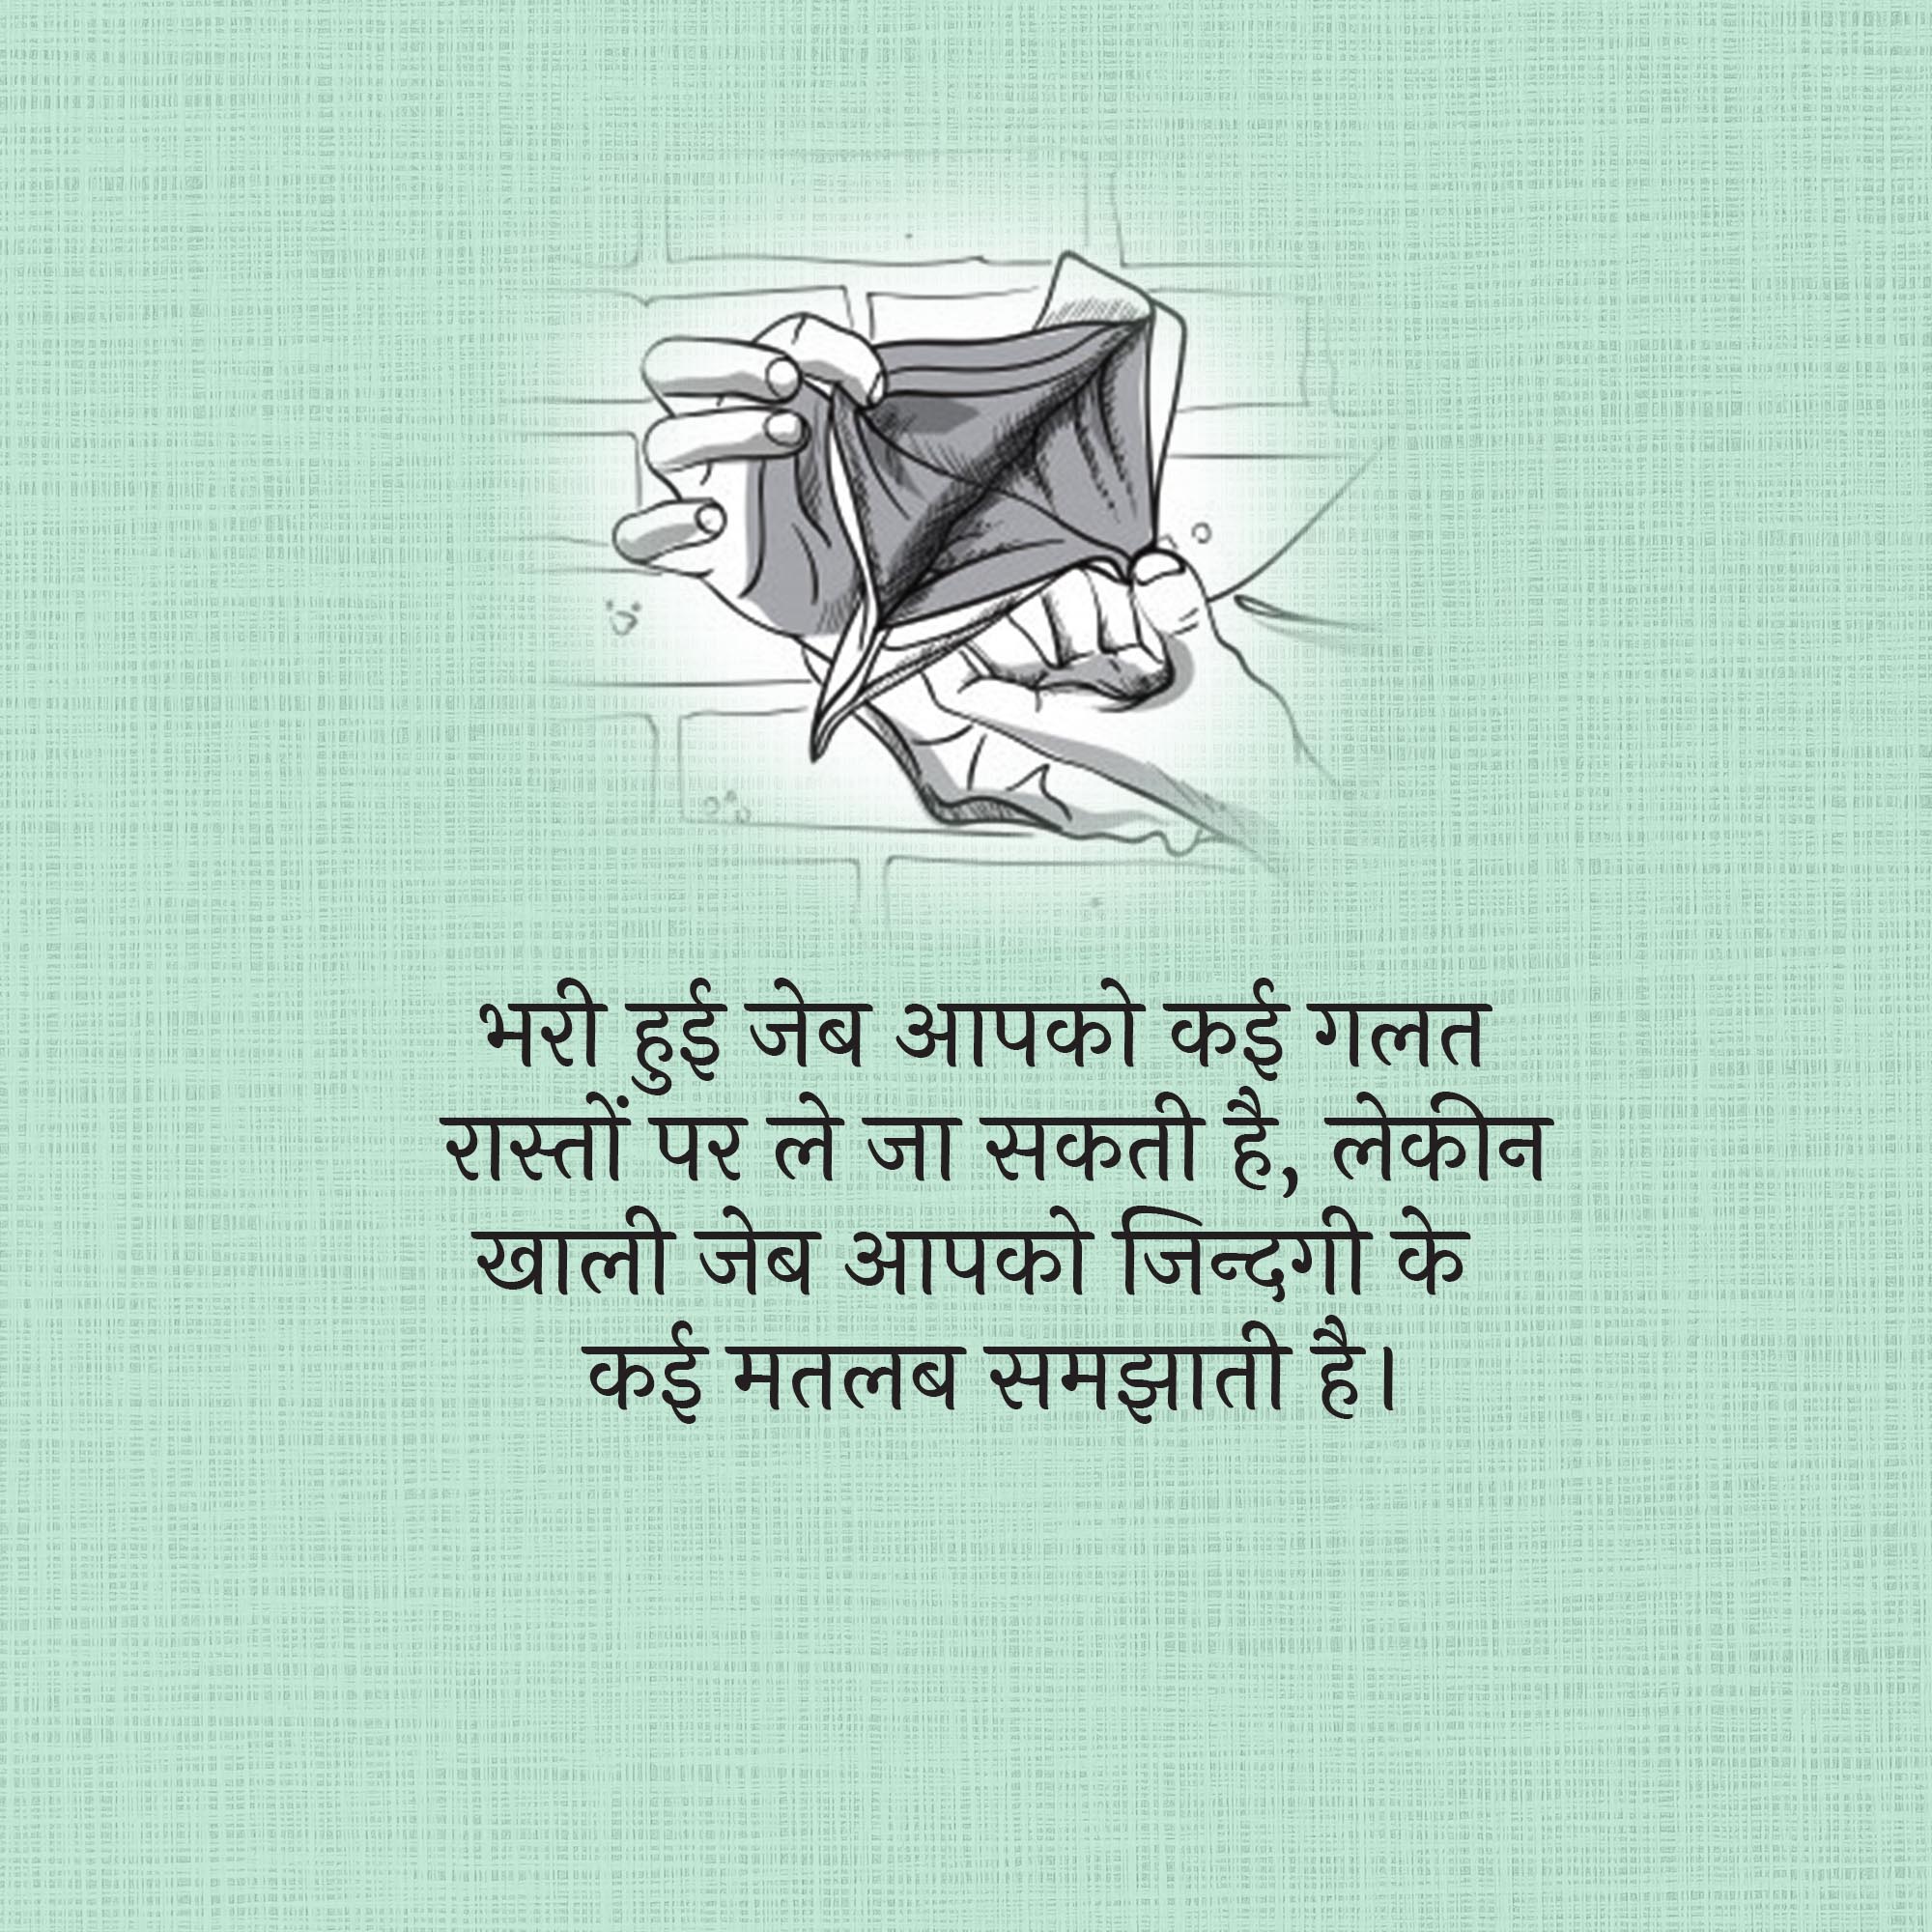 भरी हुई जेब आपको कई गलत
रास्तों पर ले जा सकती है, लेकीन
खाली जेब आपको जिन्दगी के
कई मतलब समझाती है।